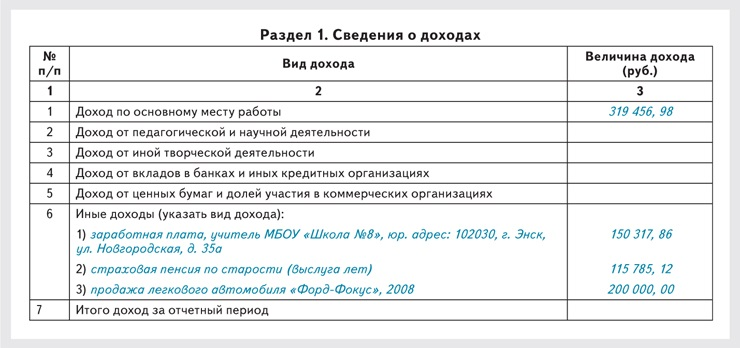 Раздел 1. Сведения о доходах
№ п/п Вид дохода Величина дохода (руб.)
1 2 3
1 Доход по основному месту работы 319 456, 98
2 Доход от педагогической и научной деятельности
3 Доход от иной творческой деятельности
4 Доход от вкладов в банках и иных кредитных организациях
5 Доход от ценных бумаг и долей участия в коммерческих организациях
6 Иные доходы (указать вид дохода):
1) заработная плата, учитель МБОУ «Школа №8», юр. адрес: 102030, г. Энск, 150 317, 86
ул. Новгородская, д. 35а
2) страховая пенсия по старости (выслуга лет) 115 785, 12
3) продажа легкового автомобиля «Форд-Фокус», 2008 200 000, 00
7 Итого доход за отчетный период